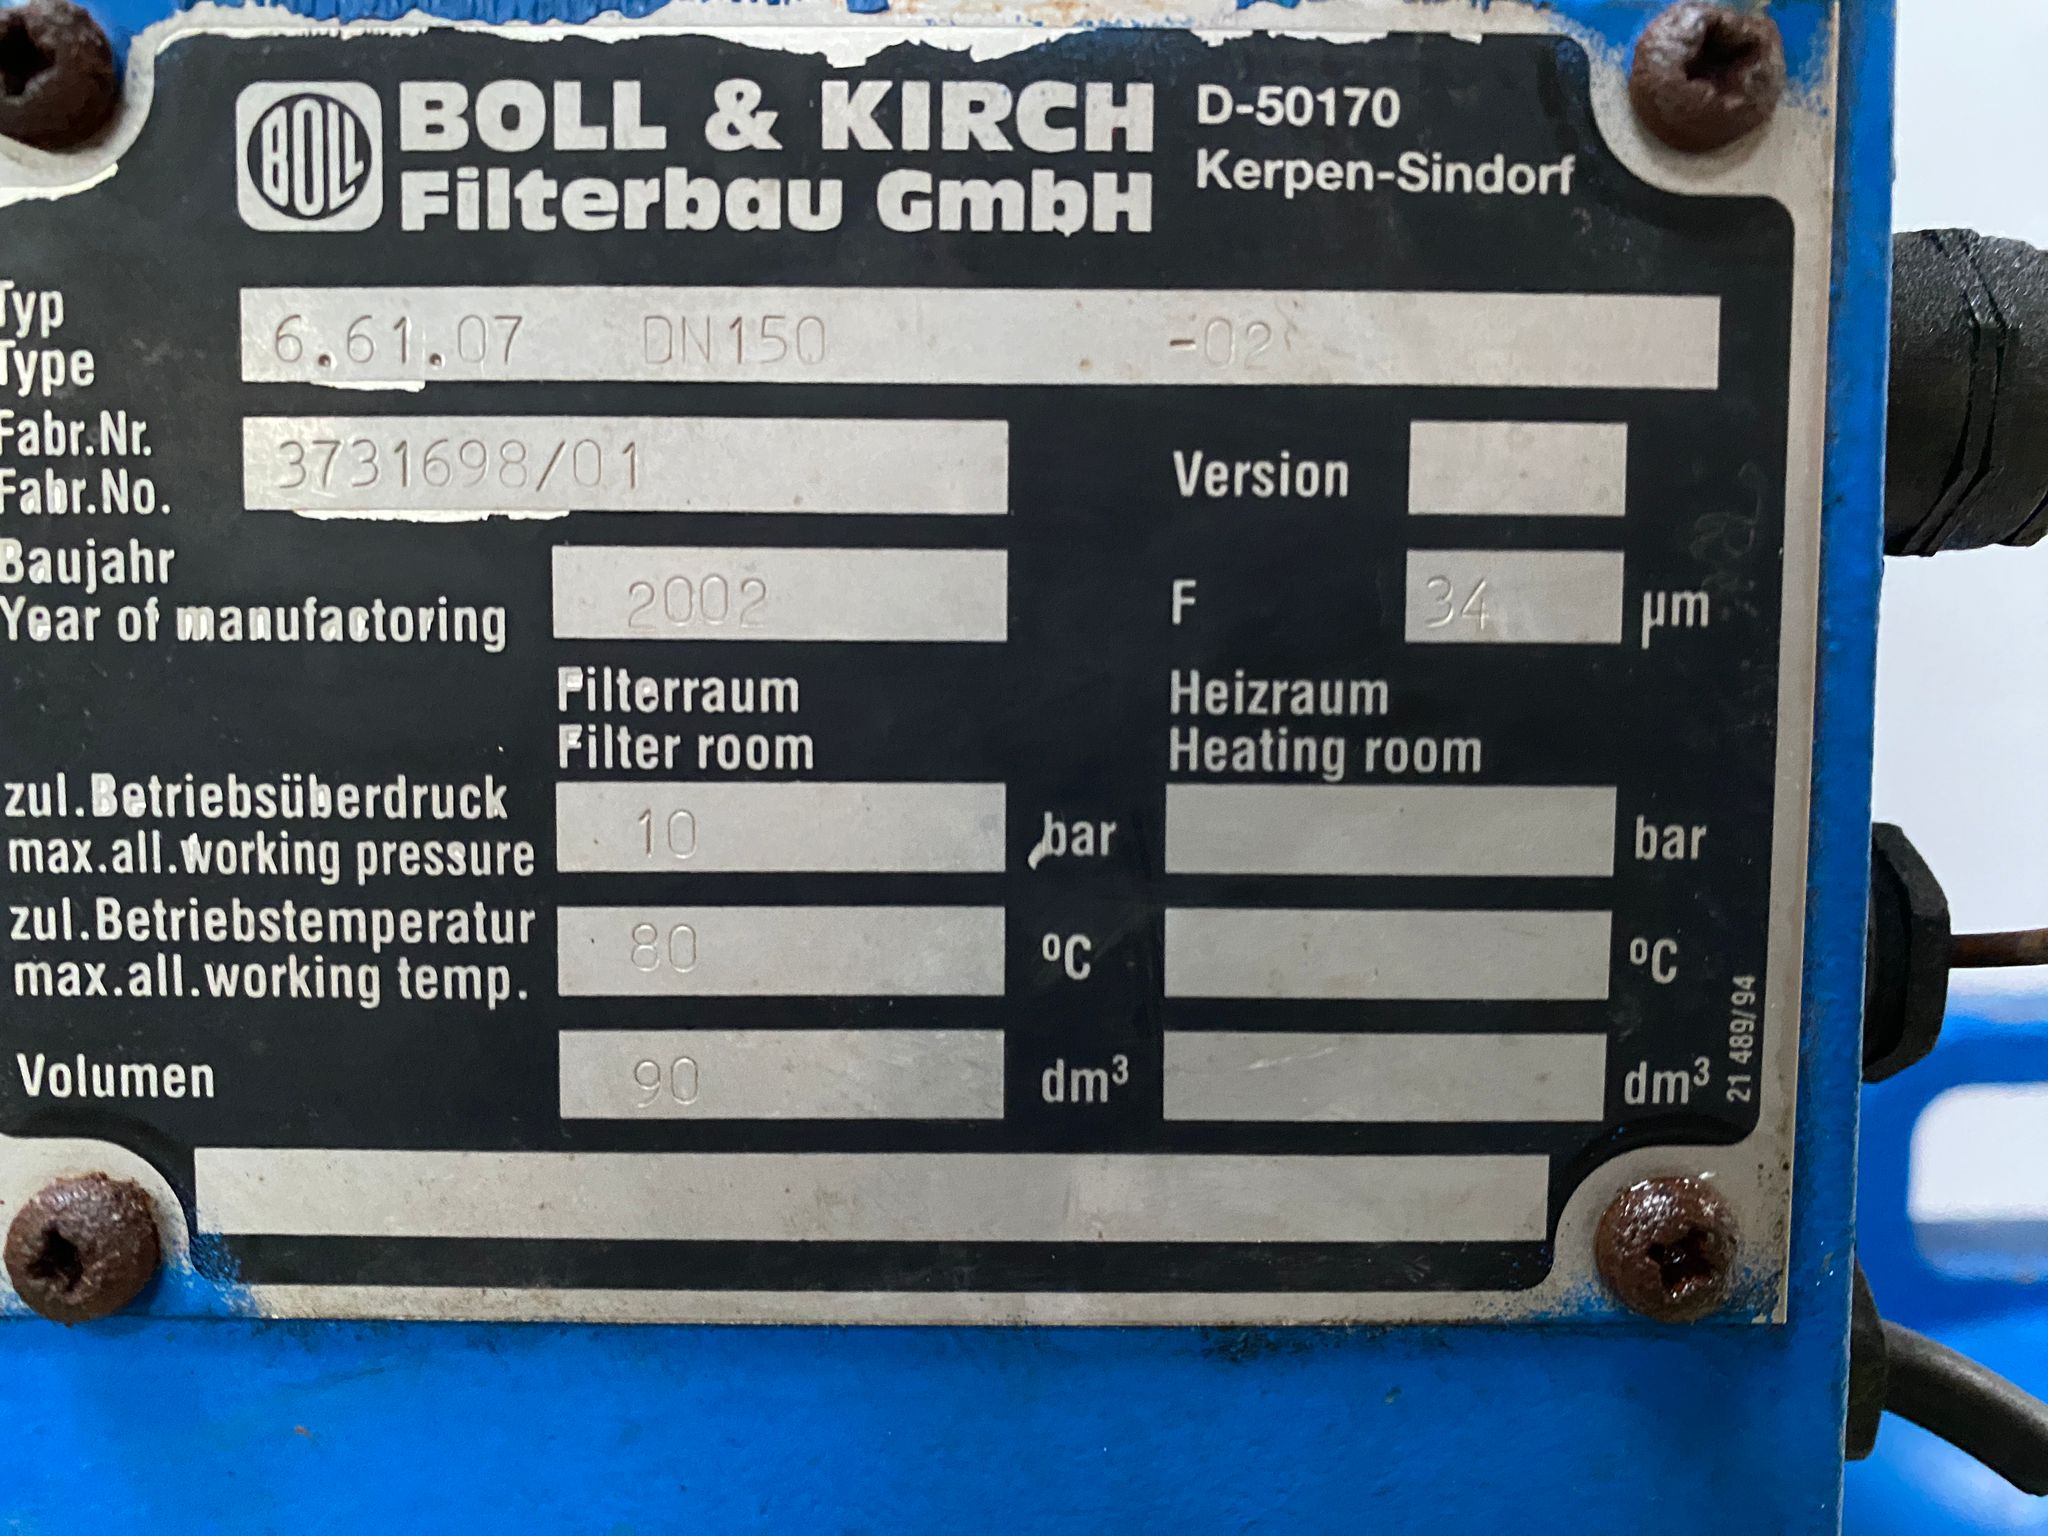 BOLL
BOLL & KIRCH
Filterbau GmbH
D-50170
Kerpen-Sindorf
Typ
Type
6.61.07 DN150 -02
Fabr.Nr.
Fabr.No.
3731698/01
Version
Baujahr
Year of manufactoring
2002
F 34 µm
Filterraum
Filter room
Heizraum
Heating room
zul.Betriebsüberdruck
max.all.working pressure
10 bar
bar
zul.Betriebstemperatur
max.all.working temp.
80 ºC
ºC
Volumen 90 dm³
dm³
21 489/94